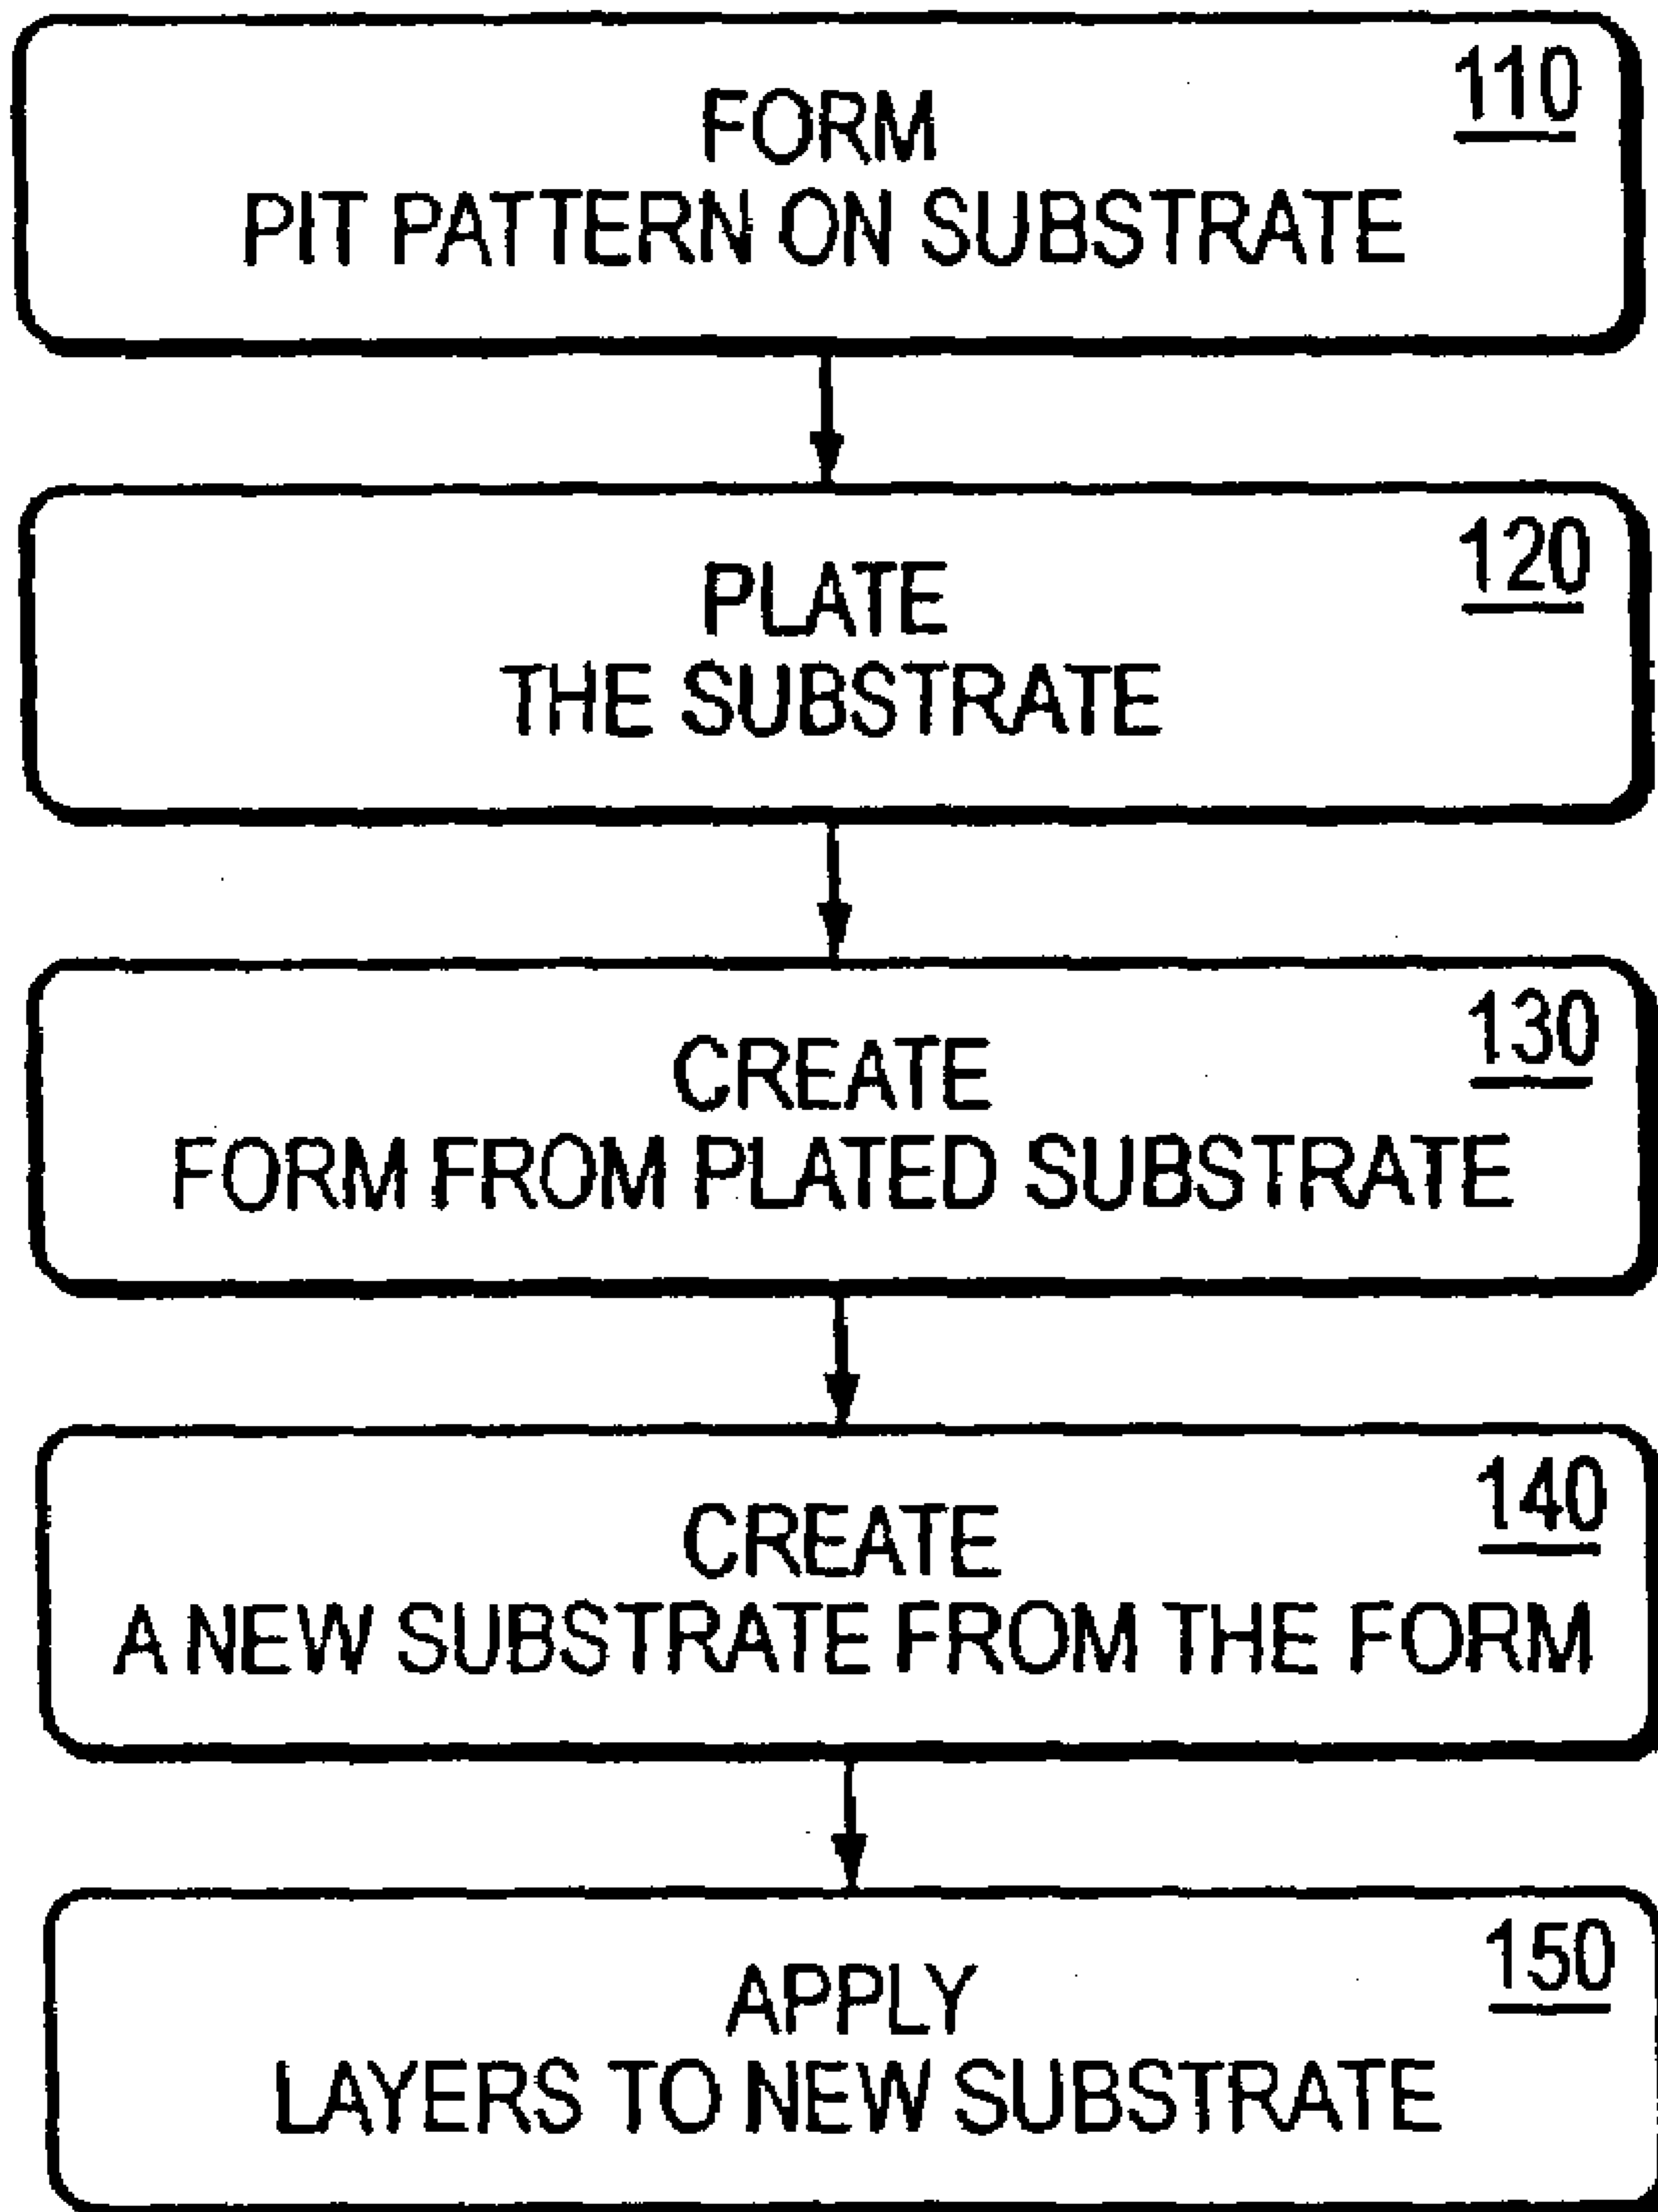 110
FORM
PIT PATTERN ON SUBSTRATE
120
PLATE
THE SUBSTRATE
130
CREATE
FORM FROM PLATED SUBSTRATE
140
CREATE
A NEW SUBSTRATE FROM THE FORM
150
APPLY
LAYERS TO NEW SUBSTRATE